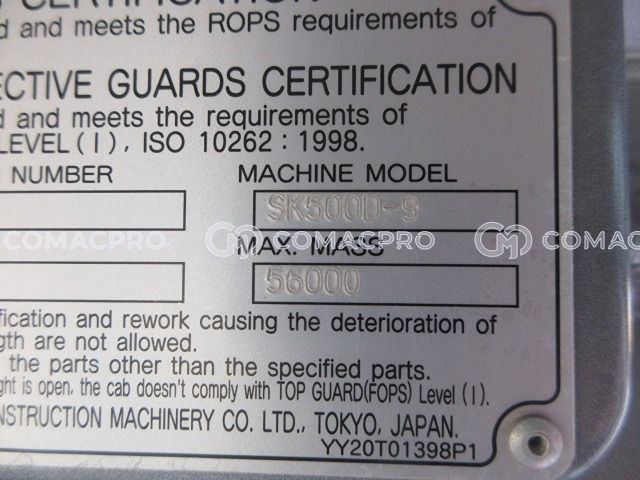 CERTIFICATION
d and meets the ROPS requirements of
ECTIVE GUARDS CERTIFICATION
d and meets the requirements of
LEVEL(I), ISO 10262:1998.
NUMBER MACHINE MODEL
SK500D-9
COMACPRO CM COMACPRO CM COMACPRO
MAX. MASS
56000
fication and rework causing the deterioration of
gth are not allowed.
the parts other than the specified parts.
ght is open, the cab doesn't comply with TOP GUARD(FOPS) Level (I).
NSTRUCTION MACHINERY CO. LTD., TOKYO, JAPAN.
YY20T01398P1